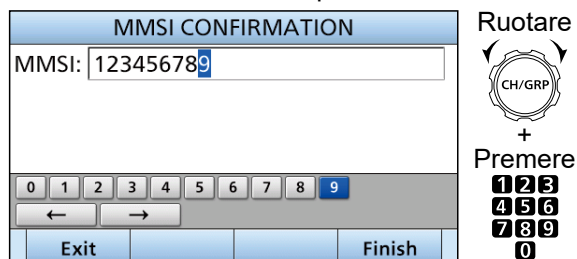 MMSI CONFIRMATION
MMSI: 123456789
0 1 2 3 4 5 6 7 8 9
← →
Exit Finish
Ruotare
CH/GRP
+
Premere
1 2 3
4 5 6
7 8 9
0